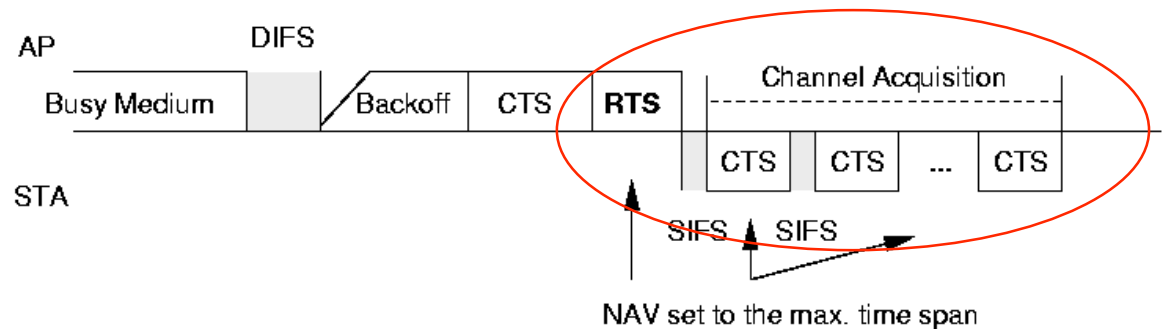 AP
DIFS
Channel Acquisition
Busy Medium
Backoff
CTS
RTS
CTS
CTS
...
CTS
STA
SIFS
SIFS
NAV set to the max. time span